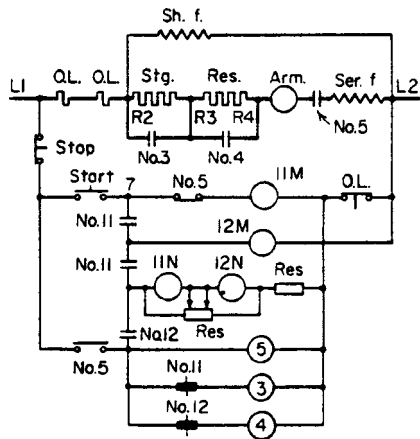 Sh. f.
L1 O.L. O.L. Stg. Res. Arm. Ser. f L2
R2 R3 R4
No.3 No.4 No.5
Stop
Start 7 No.5 11M O.L.
No.11 12M
No.11 11N 12N Res
Res
No.12
No.5 5
No.11 3
No.12 4